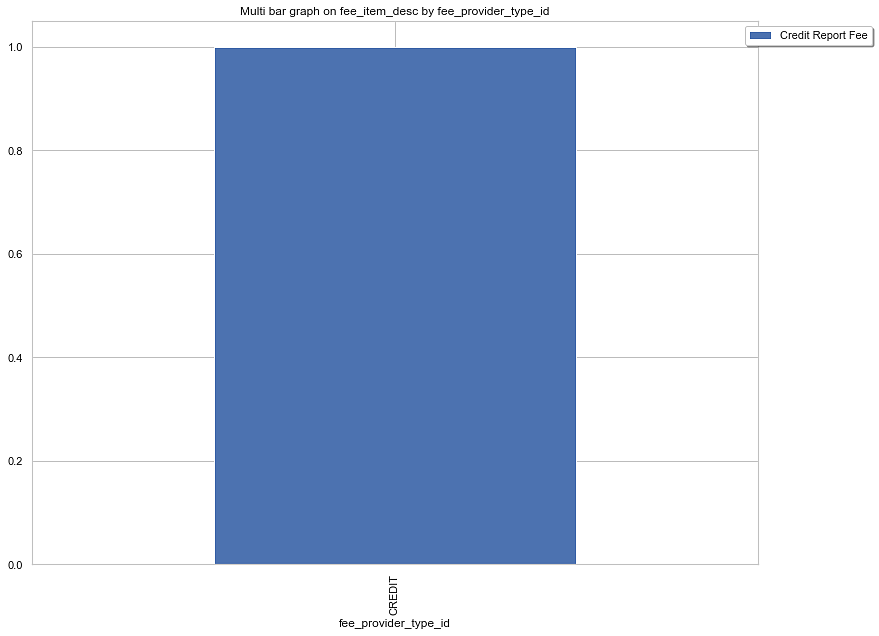 Multi bar graph on fee_item_desc by fee_provider_type_id
Credit Report Fee
1.0
0.8
0.6
0.4
0.2
0.0
CREDIT
fee_provider_type_id